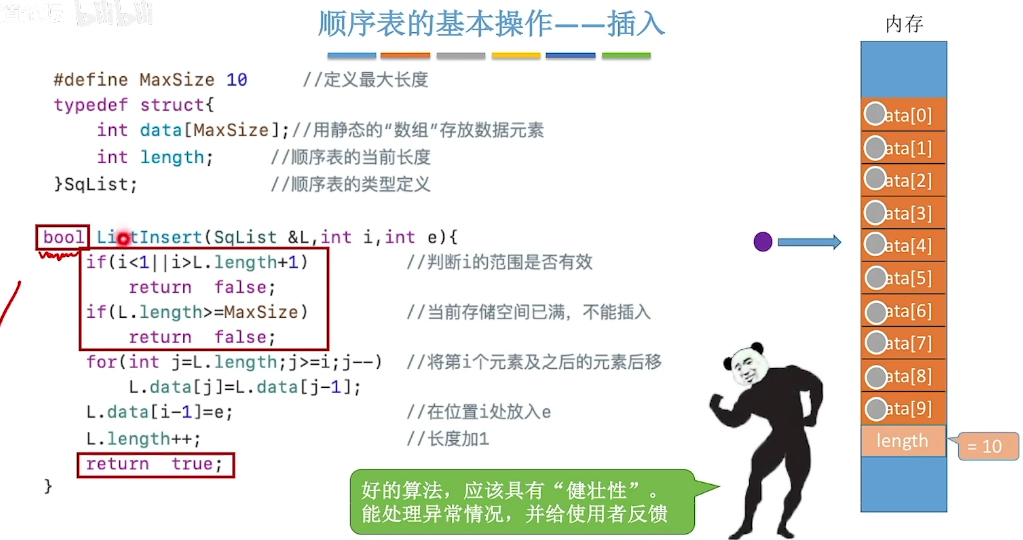 bilibili
顺序表的基本操作——插入
内存
#define MaxSize 10 //定义最大长度
typedef struct{
int data[MaxSize];//用静态的“数组”存放数据元素
int length; //顺序表的当前长度
}SqList; //顺序表的类型定义
bool ListInsert(SqList &L,int i,int e){
if(i<1||i>L.length+1) //判断i的范围是否有效
return false;
if(L.length>=MaxSize) //当前存储空间已满，不能插入
return false;
for(int j=L.length;j>=i;j--) //将第i个元素及之后的元素后移
L.data[j]=L.data[j-1];
L.data[i-1]=e; //在位置i处放入e
L.length++; //长度加1
return true;
}
ata[0]
ata[1]
ata[2]
ata[3]
ata[4]
ata[5]
ata[6]
ata[7]
ata[8]
ata[9]
length
= 10
好的算法，应该具有“健壮性”。
能处理异常情况，并给使用者反馈